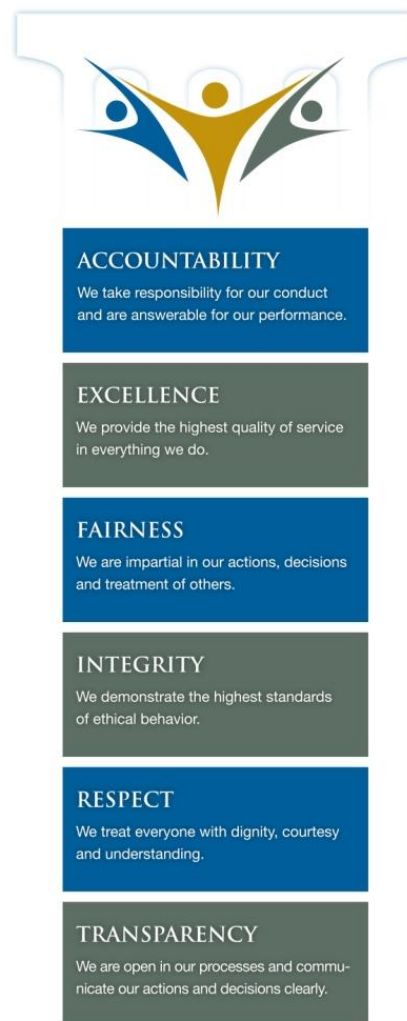 ACCOUNTABILITY
We take responsibility for our conduct
and are answerable for our performance.
EXCELLENCE
We provide the highest quality of service
in everything we do.
FAIRNESS
We are impartial in our actions, decisions
and treatment of others.
INTEGRITY
We demonstrate the highest standards
of ethical behavior.
RESPECT
We treat everyone with dignity, courtesy
and understanding.
TRANSPARENCY
We are open in our processes and commu-
nicate our actions and decisions clearly.